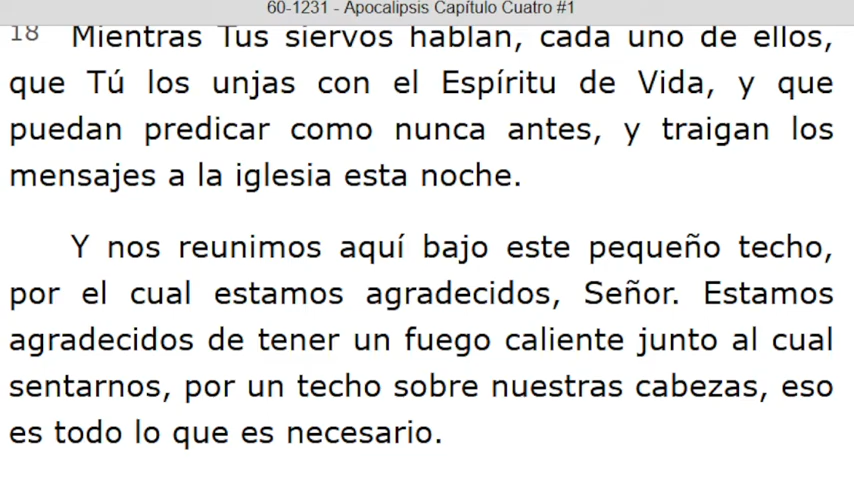 60-1231 - Apocalipsis Capítulo Cuatro #1
18 Mientras Tus siervos hablan, cada uno de ellos,
que Tú los unjas con el Espíritu de Vida, y que
puedan predicar como nunca antes, y traigan los
mensajes a la iglesia esta noche.
Y nos reunimos aquí bajo este pequeño techo,
por el cual estamos agradecidos, Señor. Estamos
agradecidos de tener un fuego caliente junto al cual
sentarnos, por un techo sobre nuestras cabezas, eso
es todo lo que es necesario.